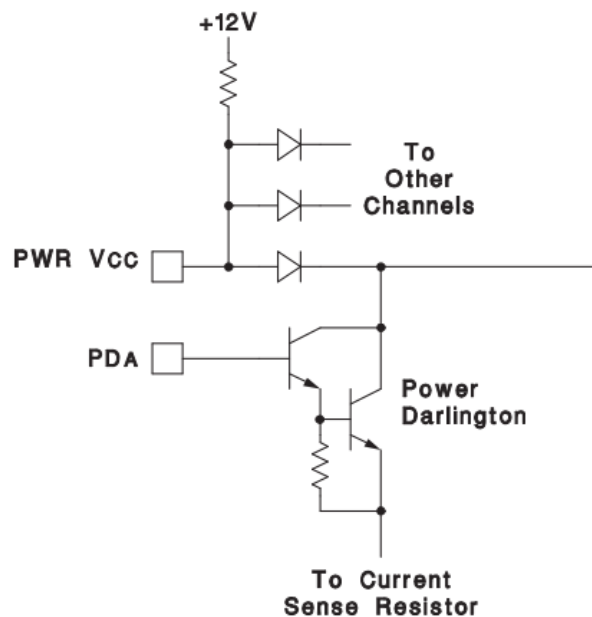 +12V
To
Other
Channels
PWR VCC
PDA
Power
Darlington
To Current
Sense Resistor